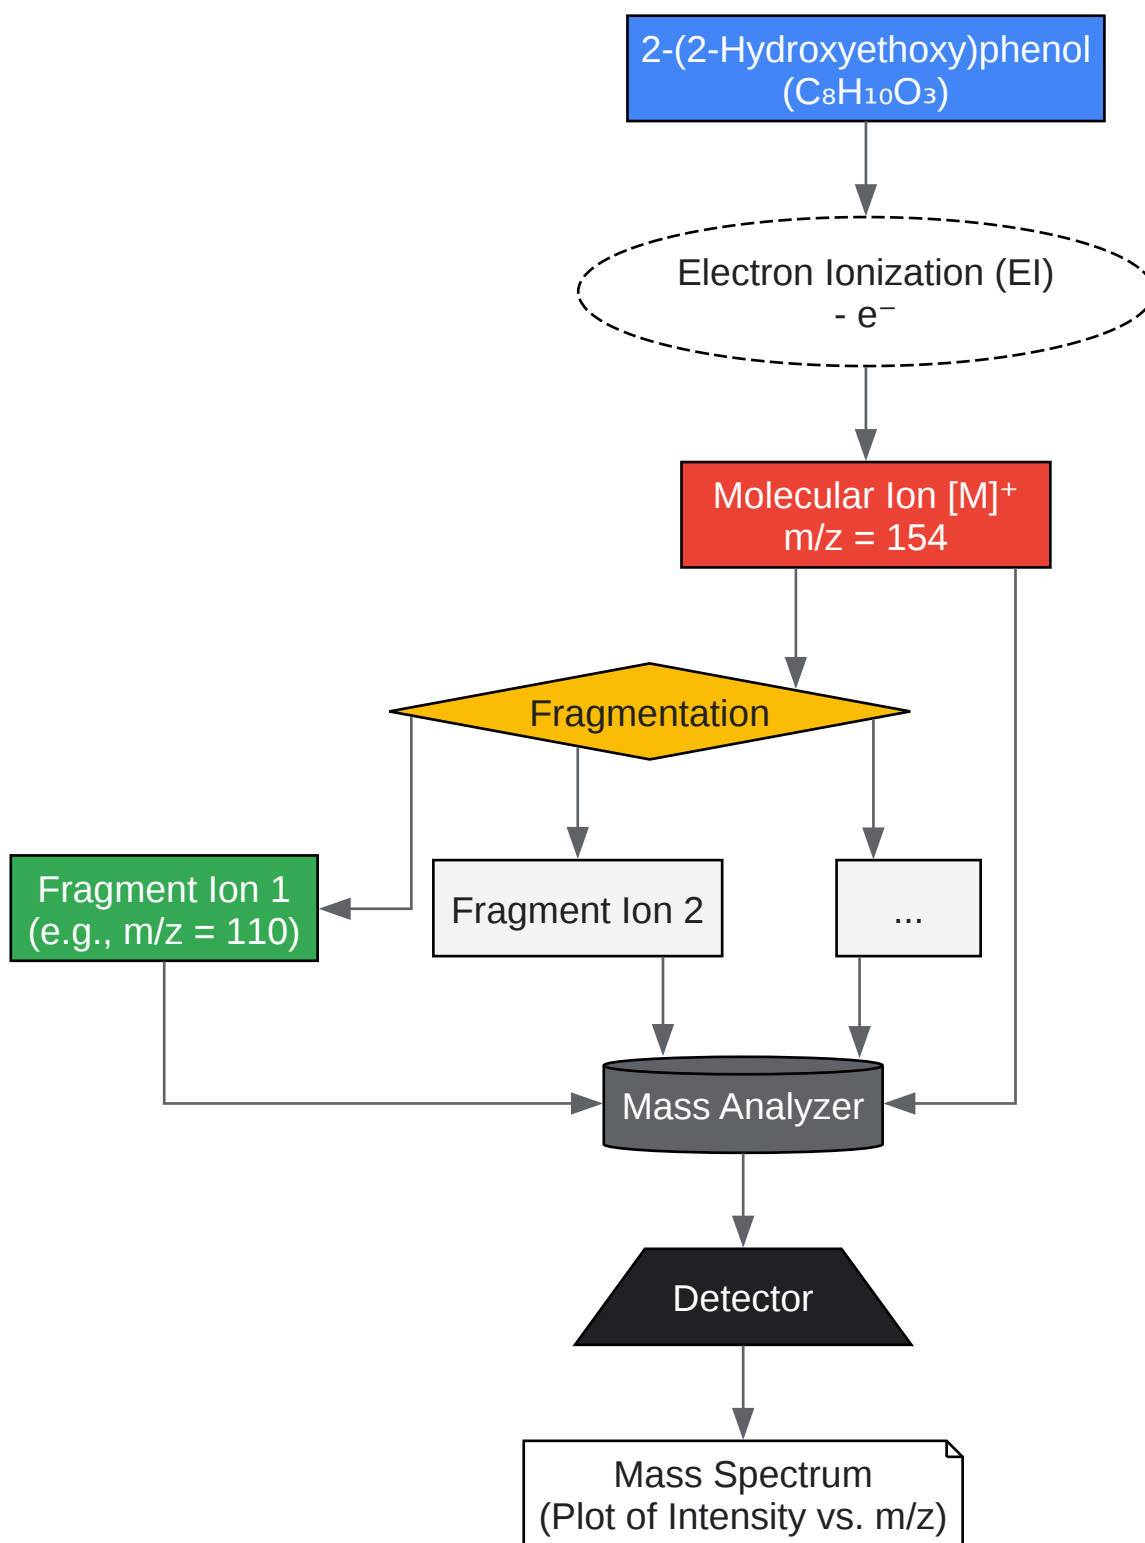 2-(2-Hydroxyethoxy)phenol
(C₈H₁₀O₃)
Electron Ionization (EI)
- e⁻
Molecular Ion [M]⁺
m/z = 154
Fragmentation
Fragment Ion 1
(e.g., m/z = 110)
Fragment Ion 2
...
Mass Analyzer
Detector
Mass Spectrum
(Plot of Intensity vs. m/z)